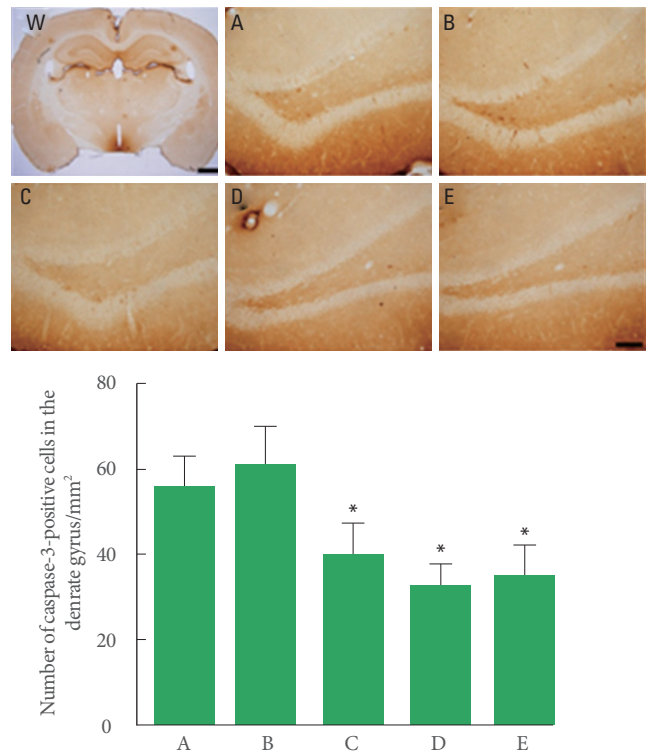 W
A
B
C
D
E
Number of caspase-3-positive cells in the
denrate gyrus/mm²
80
60
40
20
0
*
*
*
A B C D E